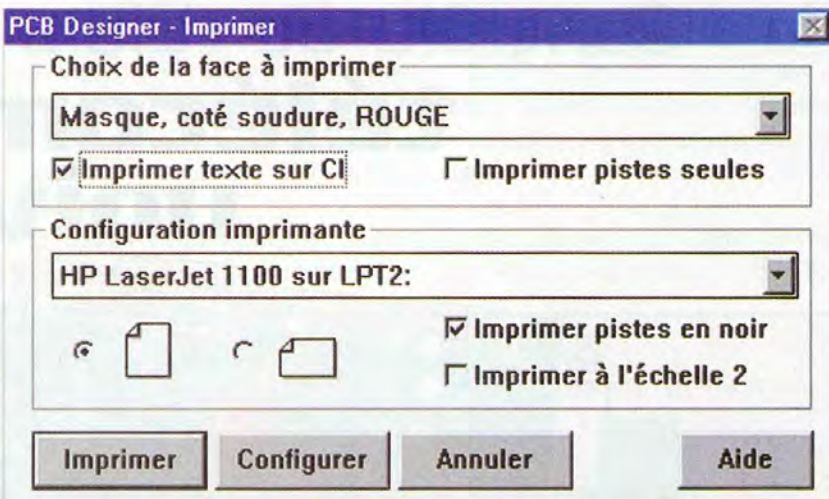 PCB Designer - Imprimer
Choix de la face à imprimer
Masque, coté soudure, ROUGE
Imprimer texte sur CI
Imprimer pistes seules
Configuration imprimante
HP LaserJet 1100 sur LPT2:
Imprimer pistes en noir
Imprimer à l'échelle 2
Imprimer
Configurer
Annuler
Aide